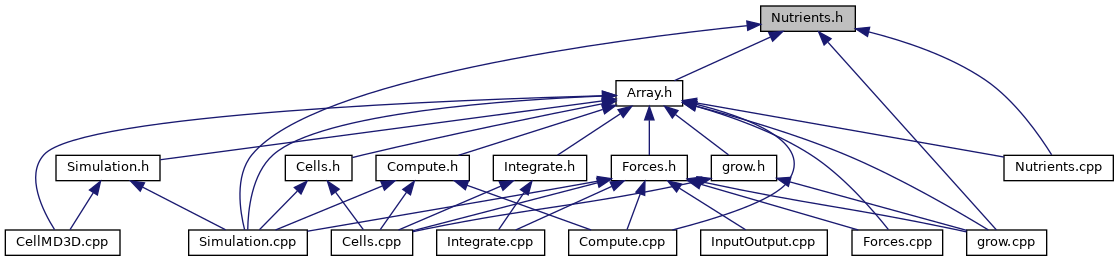 Nutrients.h
Array.h
Simulation.h
Cells.h
Compute.h
Integrate.h
Forces.h
grow.h
Nutrients.cpp
CellMD3D.cpp
Simulation.cpp
Cells.cpp
Integrate.cpp
Compute.cpp
InputOutput.cpp
Forces.cpp
grow.cpp